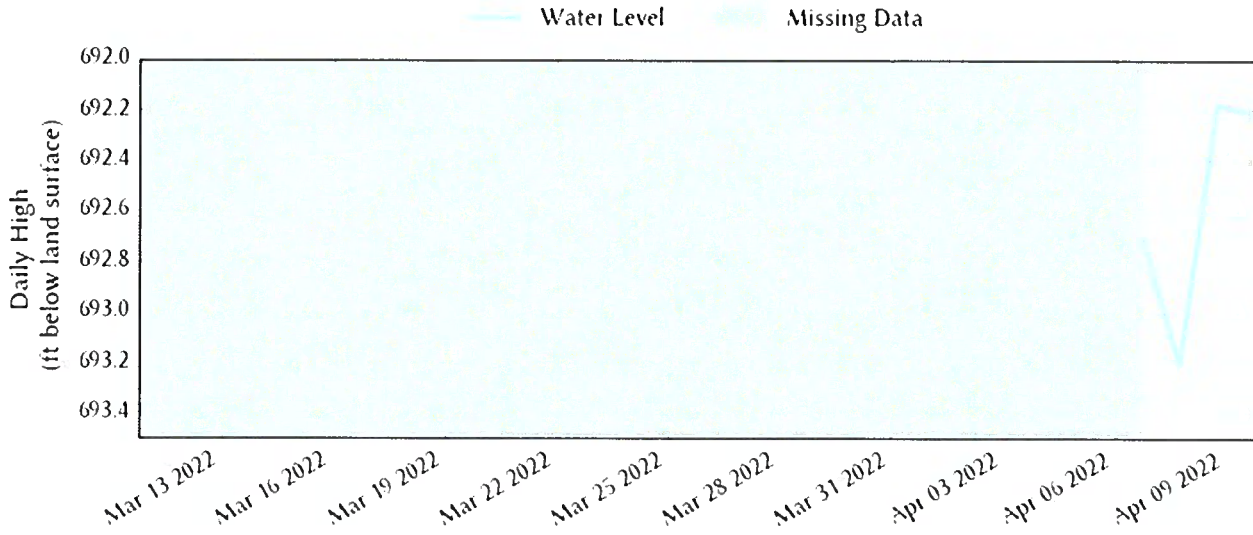 Water Level Missing Data
692.0
692.2
692.4
692.6
692.8
693.0
693.2
693.4
Daily High
(ft below land surface)
Mar 13 2022
Mar 16 2022
Mar 19 2022
Mar 22 2022
Mar 25 2022
Mar 28 2022
Mar 31 2022
Apr 03 2022
Apr 06 2022
Apr 09 2022